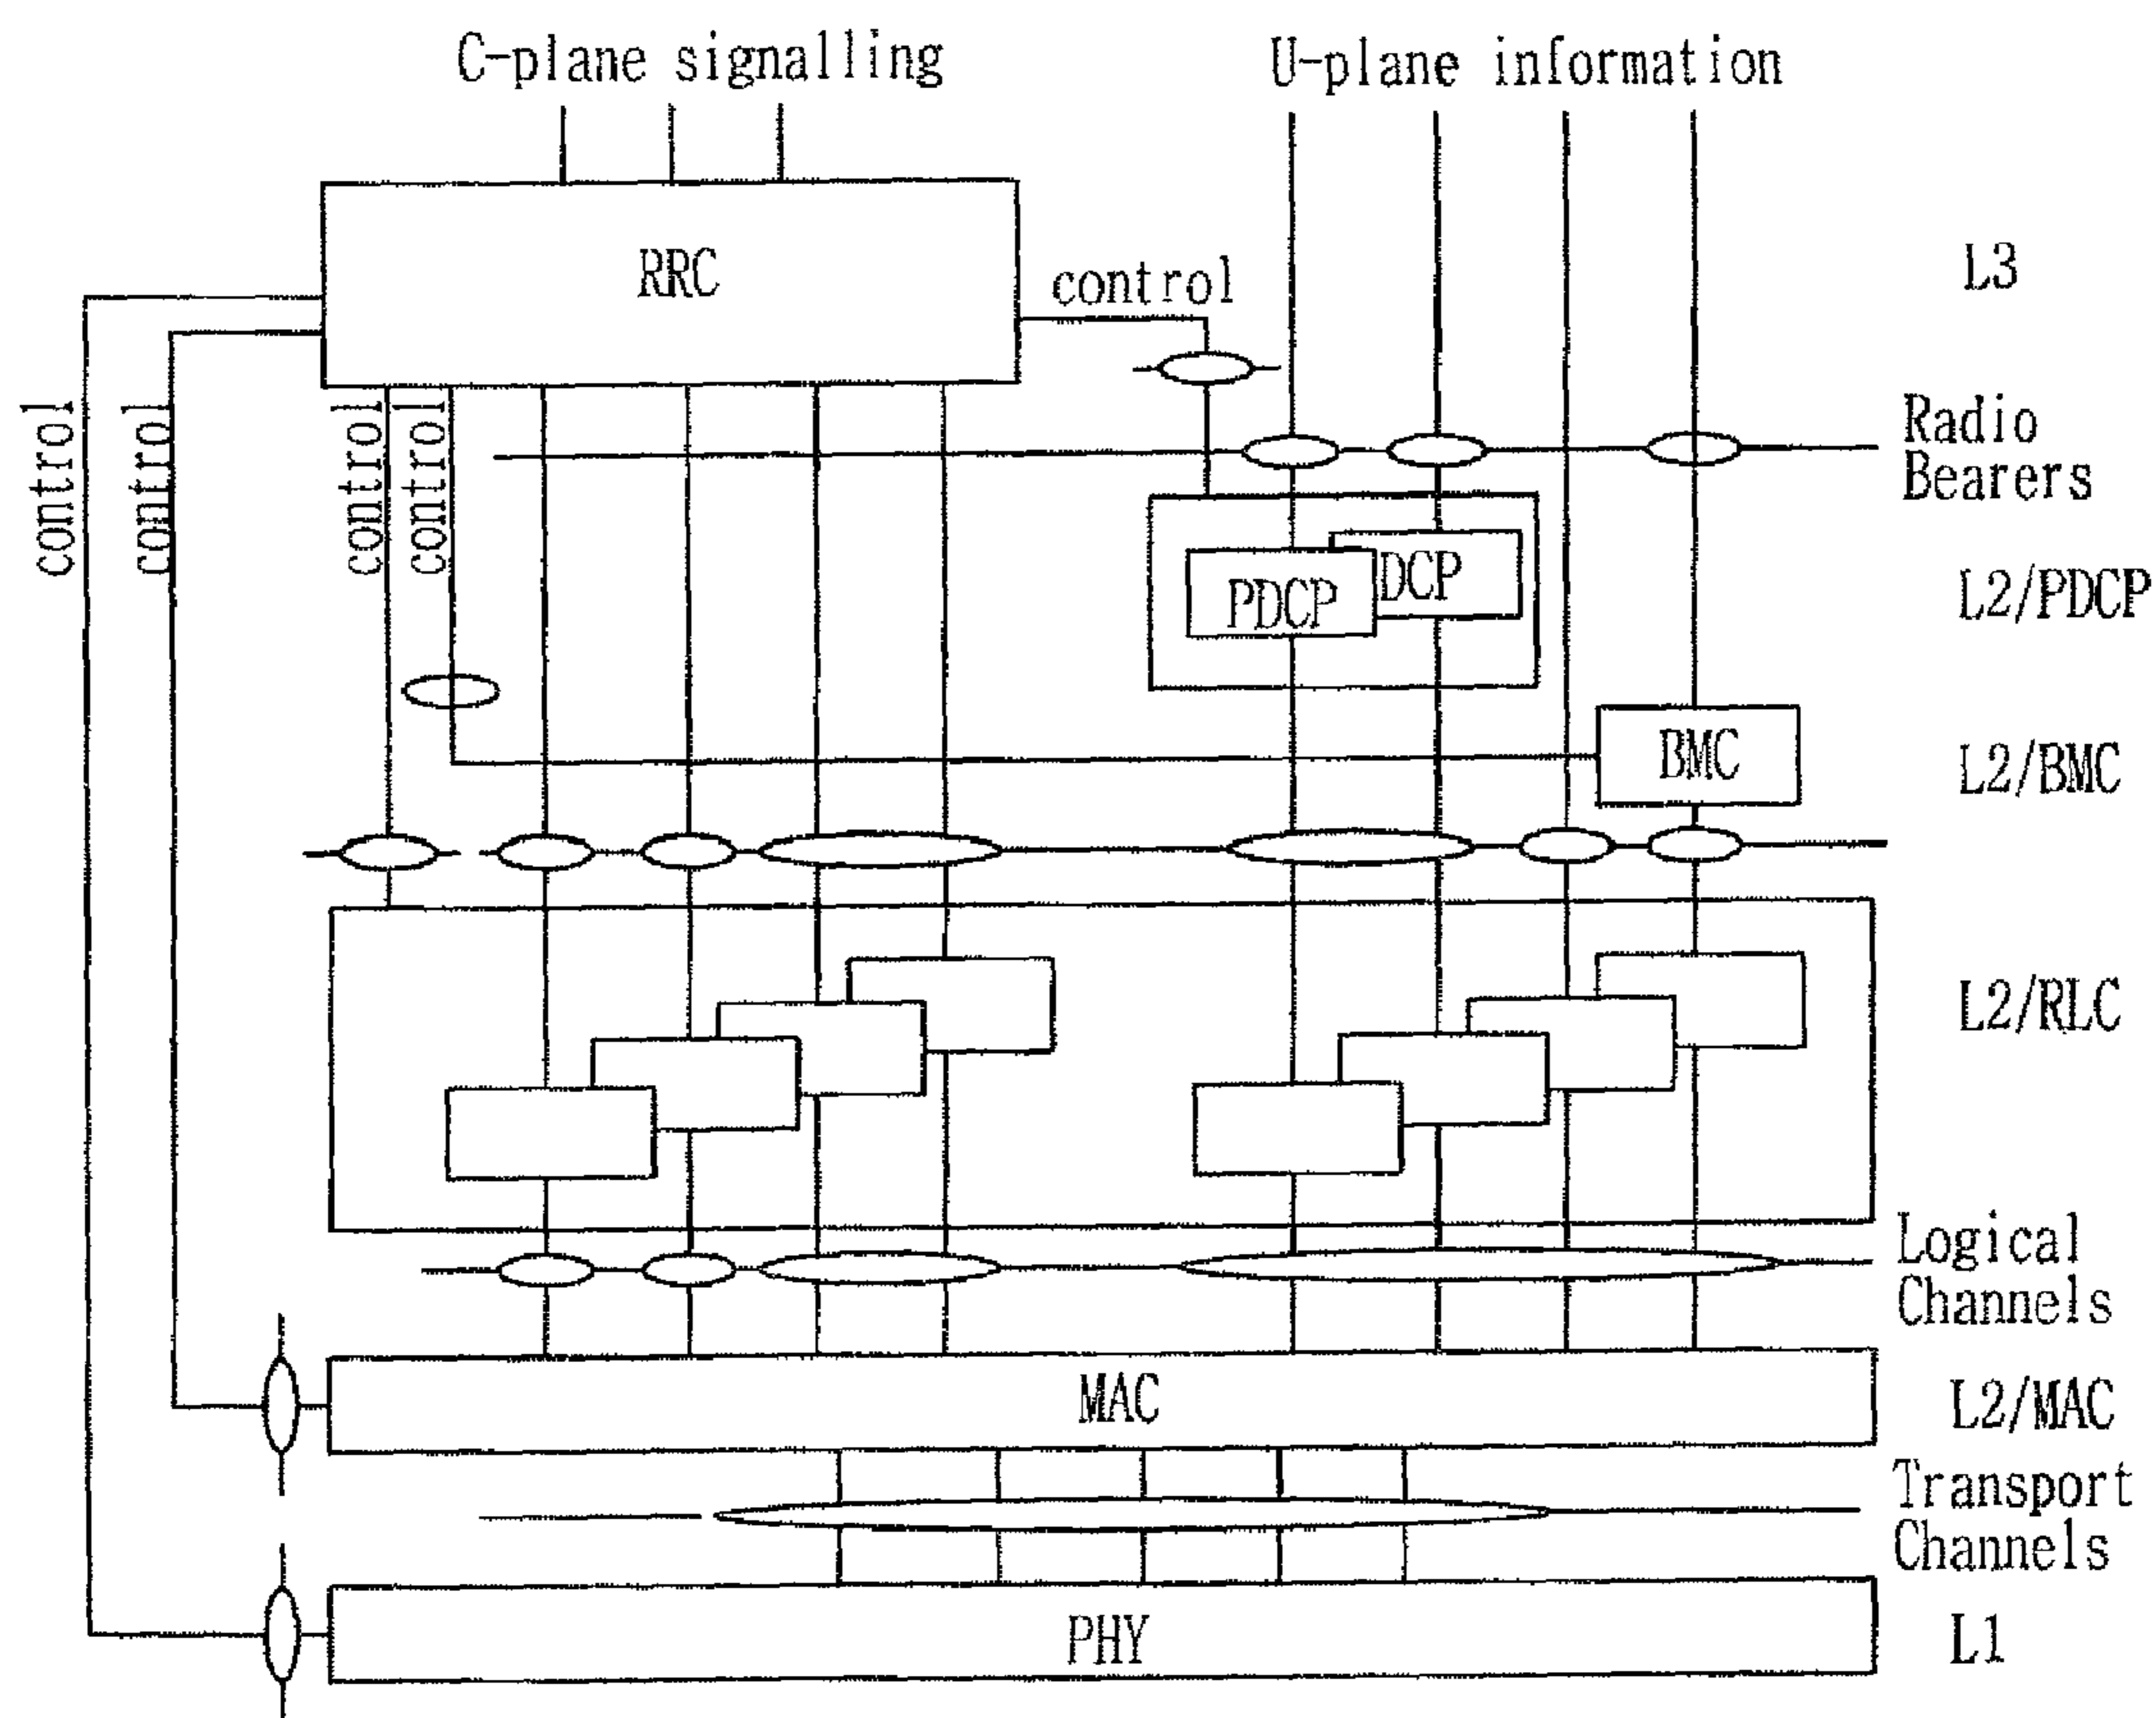 C-plane signalling
U-plane information
RRC
control
L3
control
control
control
control
Radio
Bearers
PDCP
DCP
L2/PDCP
BMC
L2/BMC
L2/RLC
Logical
Channels
MAC
L2/MAC
Transport
Channels
PHY
L1